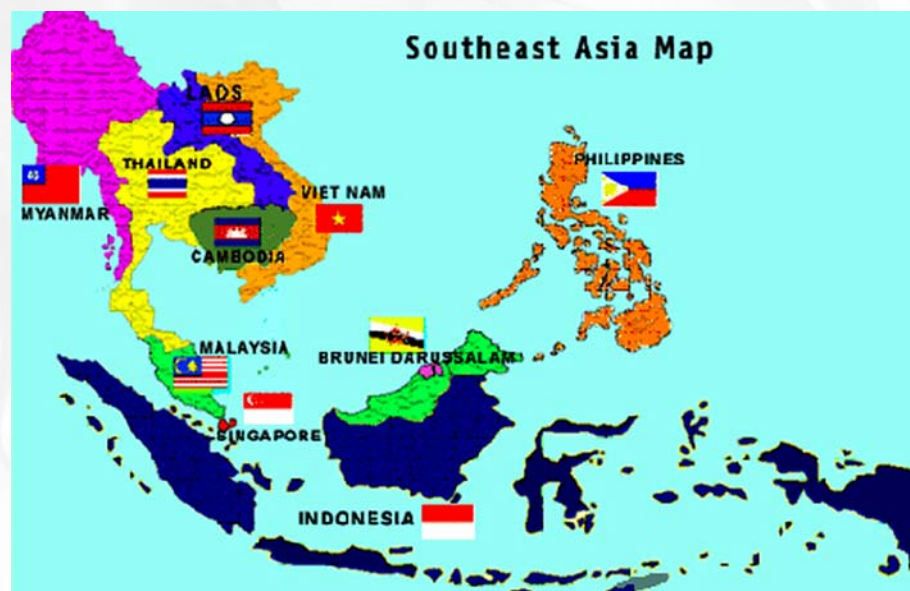 Southeast Asia Map
LAOS
THAILAND
PHILIPPINES
VIET NAM
MYANMAR
CAMBODIA
MALAYSIA
BRUNEI DARUSSALAM
SINGAPORE
INDONESIA